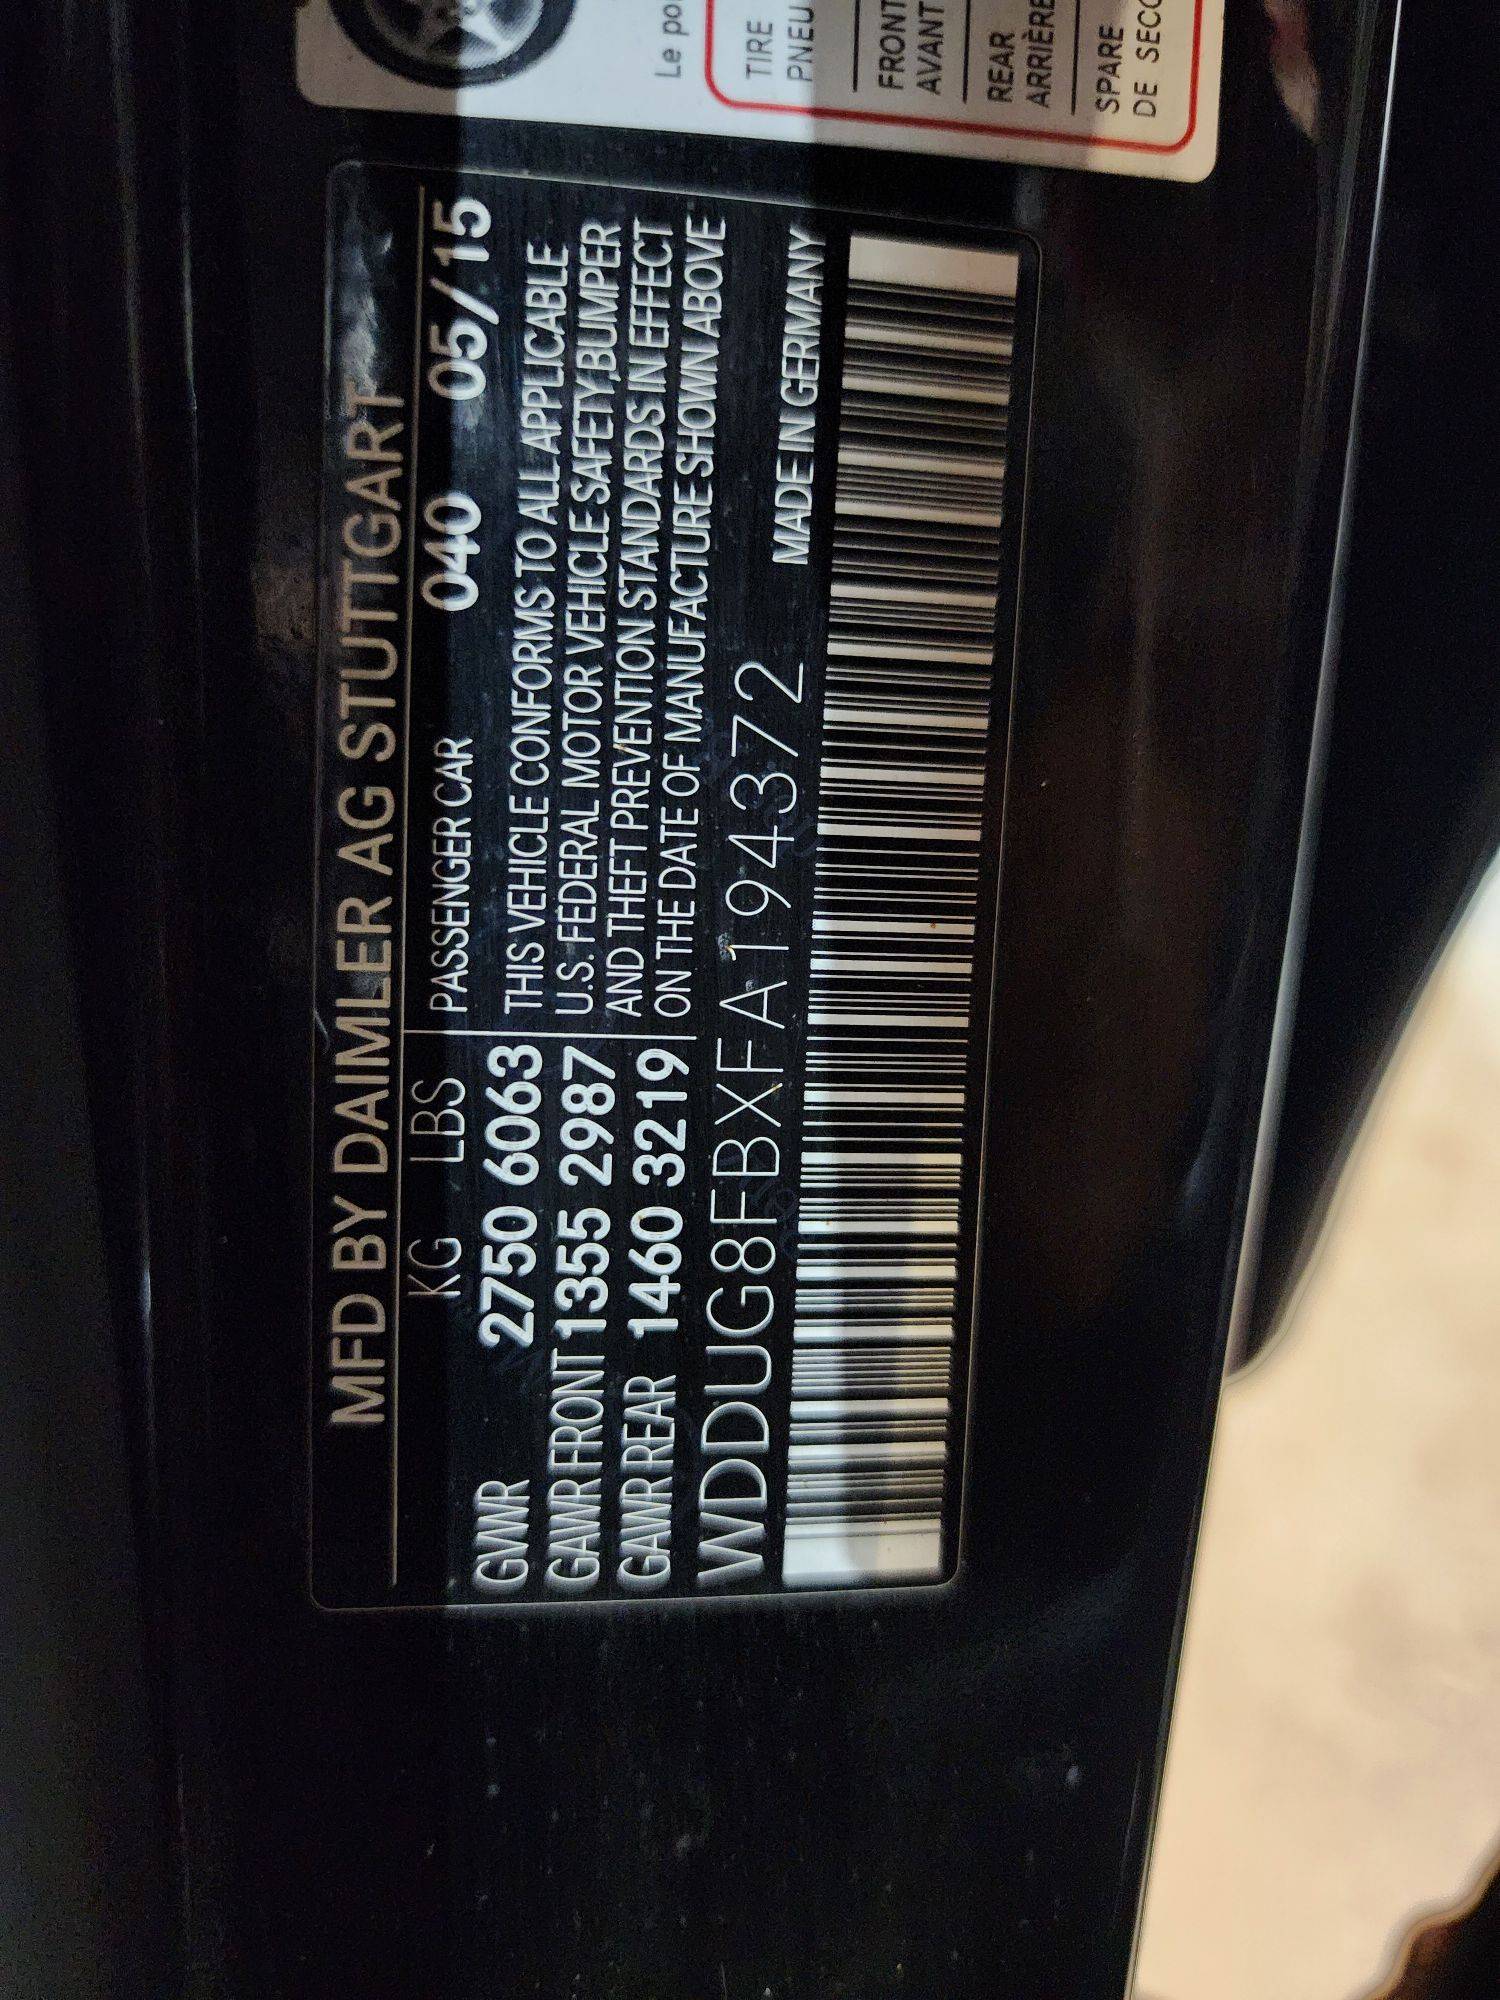 MFD BY DAIMLER AG STUTTGART
KG LBS PASSENGER CAR 040 05/15
GVWR 2750 6063 THIS VEHICLE CONFORMS TO ALL APPLICABLE
GAWR FRONT 1355 2987 U.S. FEDERAL MOTOR VEHICLE SAFETY, BUMPER
GAWR REAR 1460 3219 AND THEFT PREVENTION STANDARDS IN EFFECT
ON THE DATE OF MANUFACTURE SHOWN ABOVE
WDDUG8FBXFA194372 MADE IN GERMANY
Le
TIRE
PNEU
FRONT
AVANT
REAR
ARRIÈRE
SPARE
DE